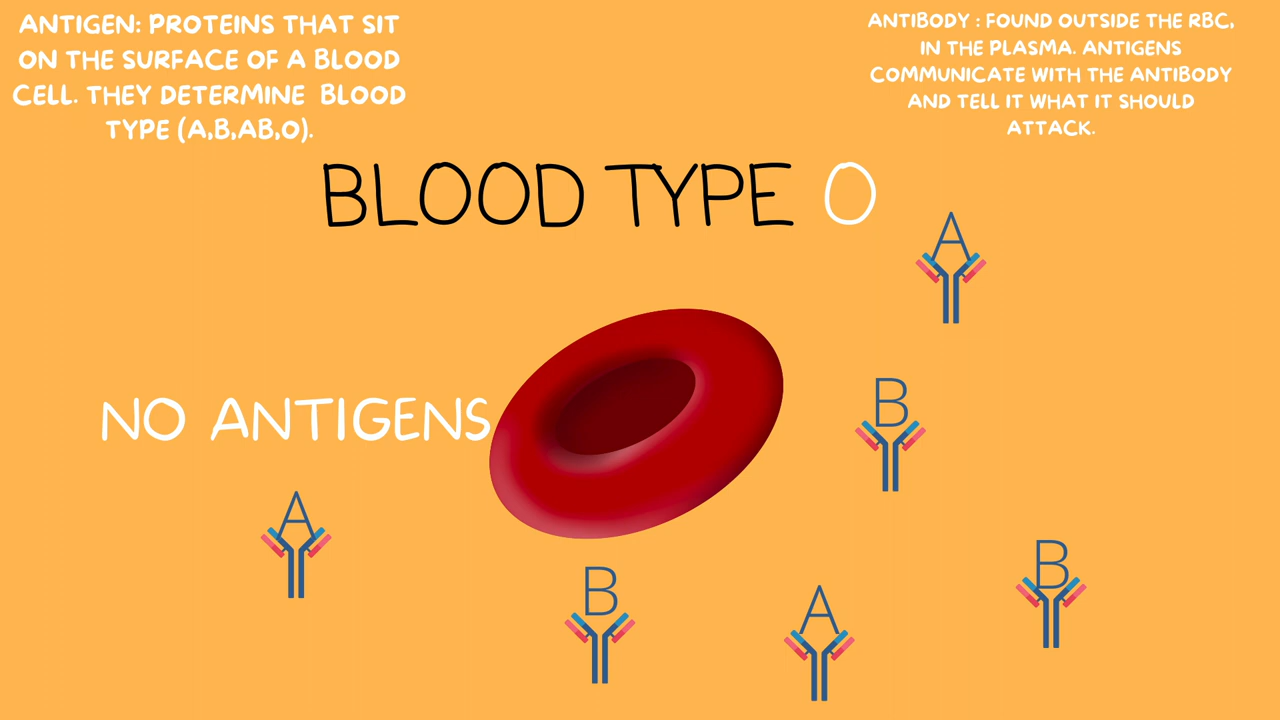 ANTIGEN: PROTEINS THAT SIT
ON THE SURFACE OF A BLOOD
CELL. THEY DETERMINE BLOOD
TYPE (A,B,AB,O).
ANTIBODY : FOUND OUTSIDE THE RBC,
IN THE PLASMA. ANTIGENS
COMMUNICATE WITH THE ANTIBODY
AND TELL IT WHAT IT SHOULD
ATTACK.
BLOOD TYPE O
A
B
NO ANTIGENS
A
B
A
B